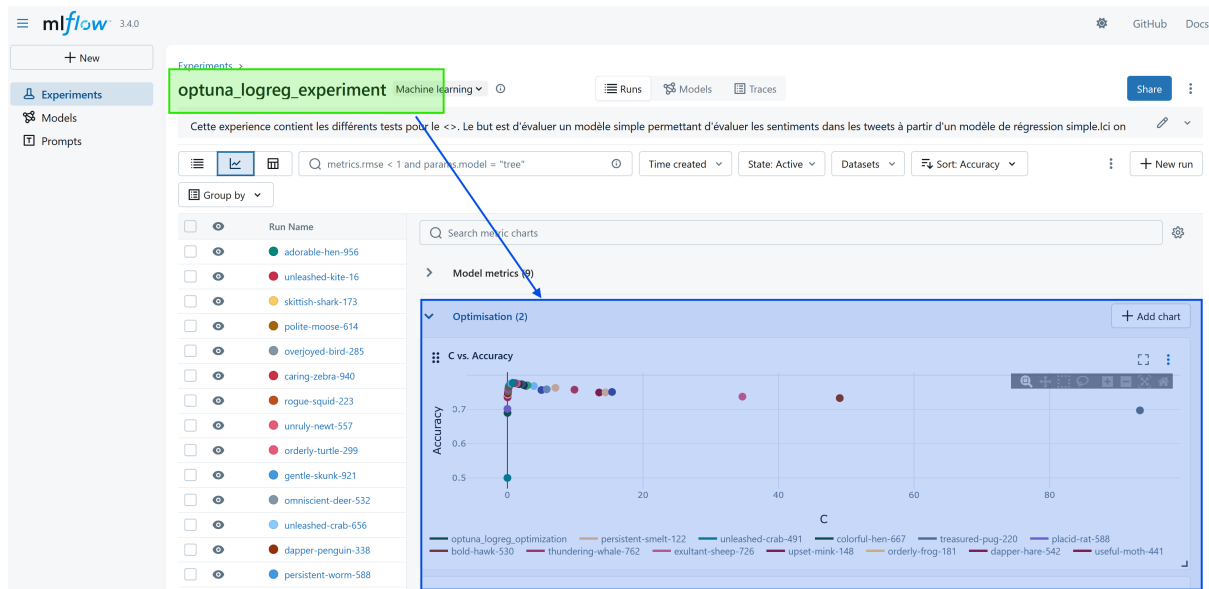 mlflow 3.4.0
GitHub Docs
+ New
Experiments
Models
Prompts
Experiments >
optuna_logreg_experiment Machine learning
Runs Models Traces
Share
Cette experience contient les différents tests pour le <>. Le but est d'évaluer un modèle simple permettant d'évaluer les sentiments dans les tweets à partir d'un modèle de régression simple.Ici on
metrics.rmse < 1 and params.model = "tree"
Time created State: Active Datasets Sort: Accuracy
+ New run
Group by
Run Name
adorable-hen-956
unleashed-kite-16
skittish-shark-173
polite-moose-614
overjoyed-bird-285
caring-zebra-940
rogue-squid-223
unruly-newt-557
orderly-turtle-299
gentle-skunk-921
omniscient-deer-532
unleashed-crab-656
dapper-penguin-338
persistent-worm-588
Search metric charts
Model metrics (9)
Optimisation (2)
+ Add chart
C vs. Accuracy
Accuracy
0.7
0.6
0.5
0 20 40 60 80
C
optuna_logreg_optimization persistent-smelt-122 unleashed-crab-491 colorful-hen-667 treasured-pug-220 placid-rat-588
bold-hawk-530 thundering-whale-762 exultant-sheep-726 upset-mink-148 orderly-frog-181 dapper-hare-542 useful-moth-441